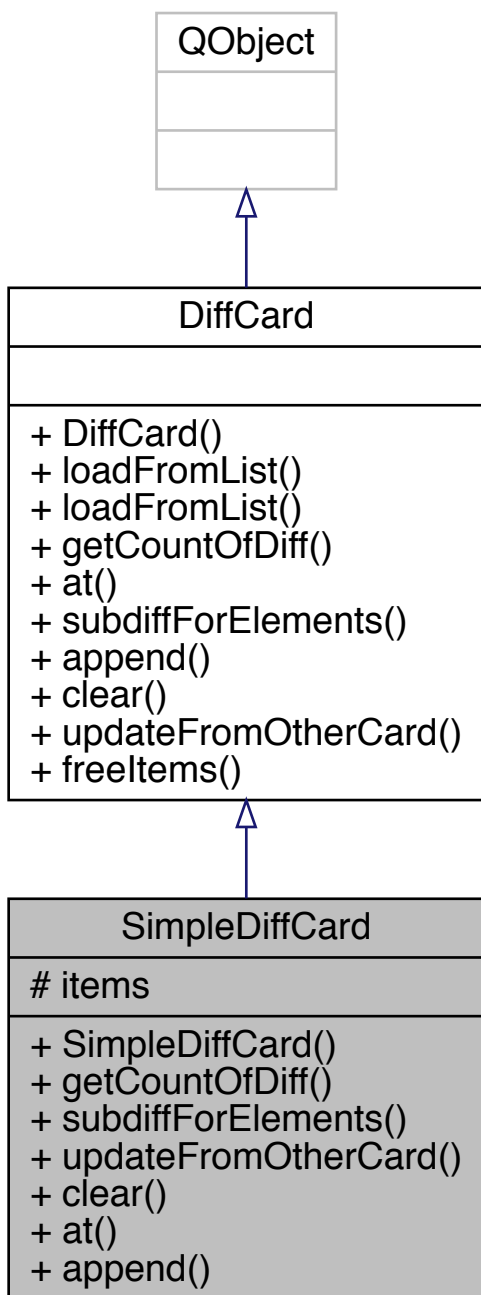 QObject
DiffCard
+ DiffCard()
+ loadFromList()
+ loadFromList()
+ getCountOfDiff()
+ at()
+ subdiffForElements()
+ append()
+ clear()
+ updateFromOtherCard()
+ freeItems()
SimpleDiffCard
# items
+ SimpleDiffCard()
+ getCountOfDiff()
+ subdiffForElements()
+ updateFromOtherCard()
+ clear()
+ at()
+ append()